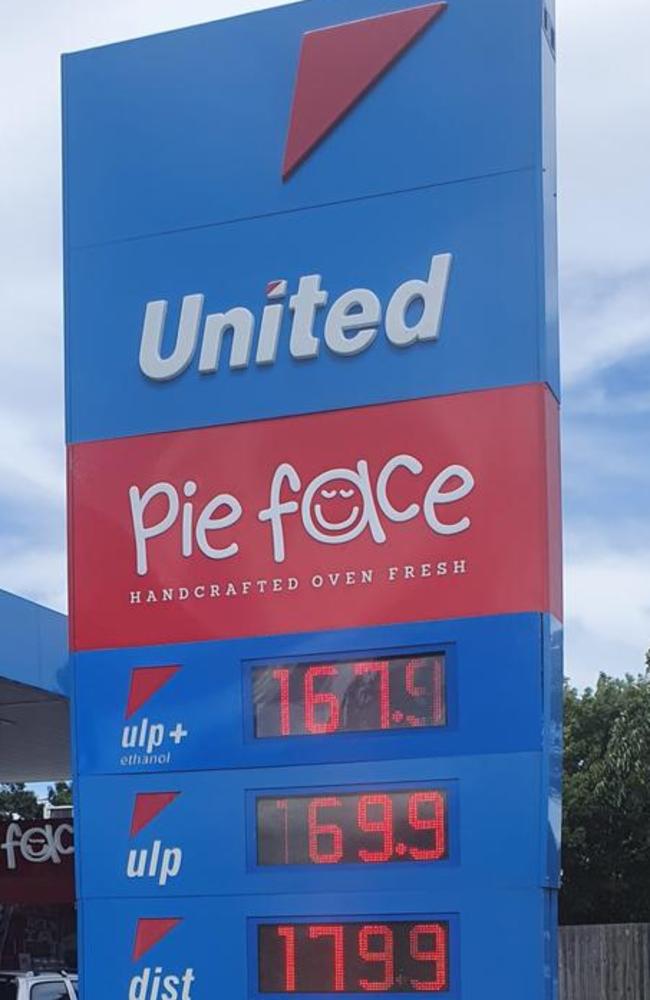 United
Pie face
HANDCRAFTED OVEN FRESH
ulp+ 167.9
ethanol
ulp 169.9
dist 179.9
face